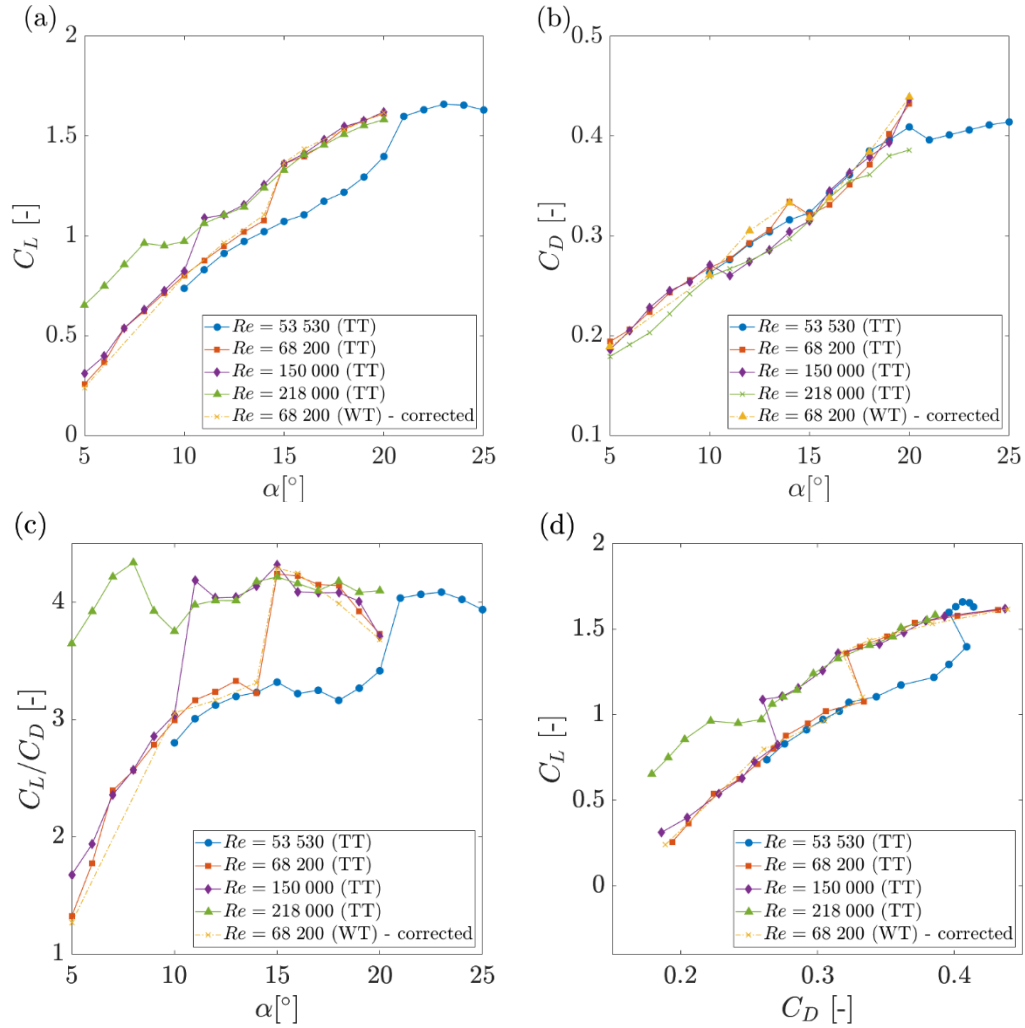 (a)
2
1.5
1
0.5
0
C_L [-]
5
10
15
20
25
α[°]
Re = 53 530 (TT)
Re = 68 200 (TT)
Re = 150 000 (TT)
Re = 218 000 (TT)
Re = 68 200 (WT) - corrected
(b)
0.5
0.4
0.3
0.2
0.1
C_D [-]
5
10
15
20
25
α[°]
Re = 53 530 (TT)
Re = 68 200 (TT)
Re = 150 000 (TT)
Re = 218 000 (TT)
Re = 68 200 (WT) - corrected
(c)
4
3
2
1
C_L/C_D [-]
5
10
15
20
25
α[°]
Re = 53 530 (TT)
Re = 68 200 (TT)
Re = 150 000 (TT)
Re = 218 000 (TT)
Re = 68 200 (WT) - corrected
(d)
2
1.5
1
0
C_L [-]
0.2
0.3
0.4
C_D [-]
Re = 53 530 (TT)
Re = 68 200 (TT)
Re = 150 000 (TT)
Re = 218 000 (TT)
Re = 68 200 (WT) - corrected